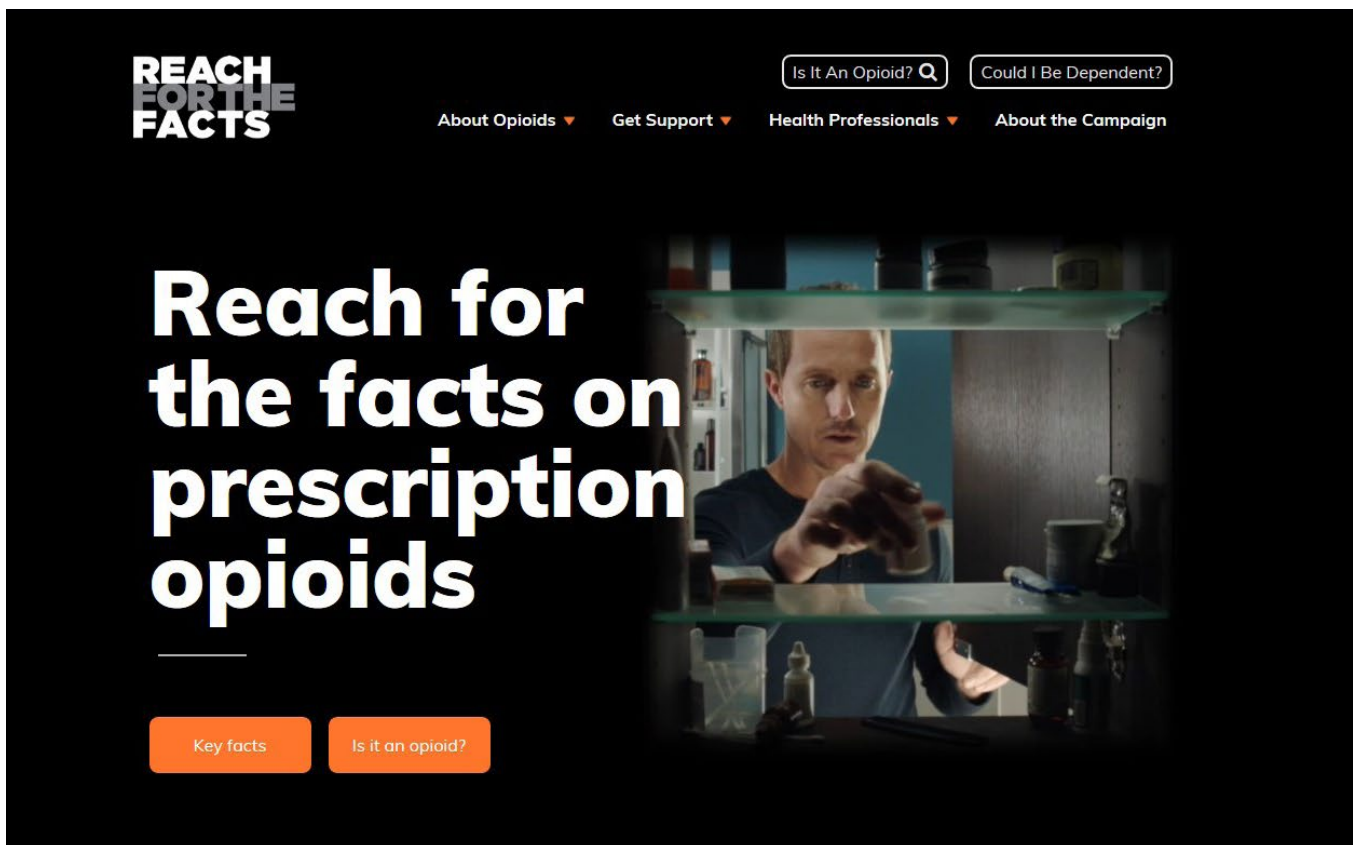 REACH
FOR THE
FACTS
Is It An Opioid?
Could I Be Dependent?
About Opioids
Get Support
Health Professionals
About the Campaign
Reach for
the facts on
prescription
opioids
Key facts
Is it an opioid?